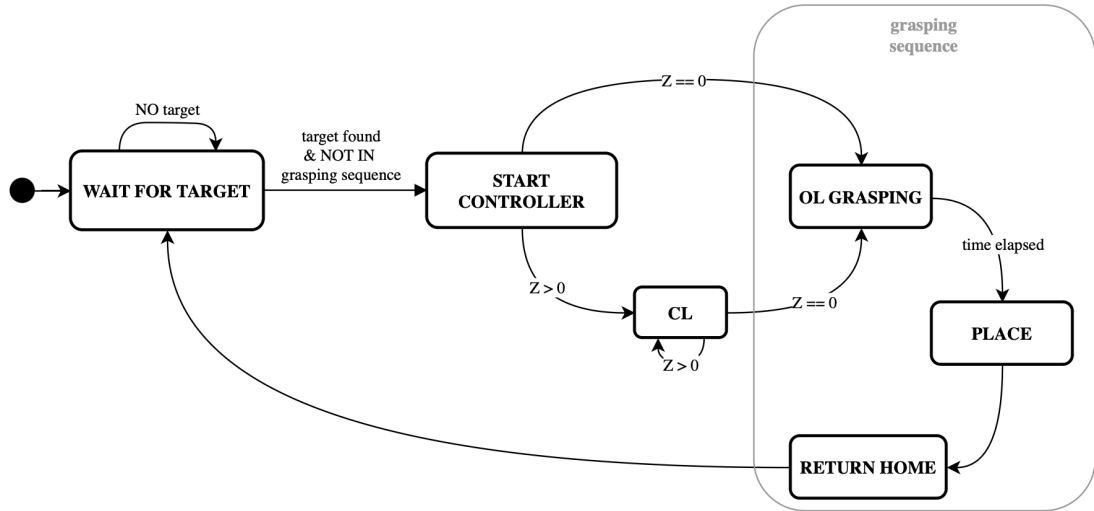 grasping
sequence
Z == 0
NO target
target found
& NOT IN
grasping sequence
WAIT FOR TARGET
START
CONTROLLER
OL GRASPING
time elapsed
Z > 0
CL
Z == 0
PLACE
Z > 0
RETURN HOME